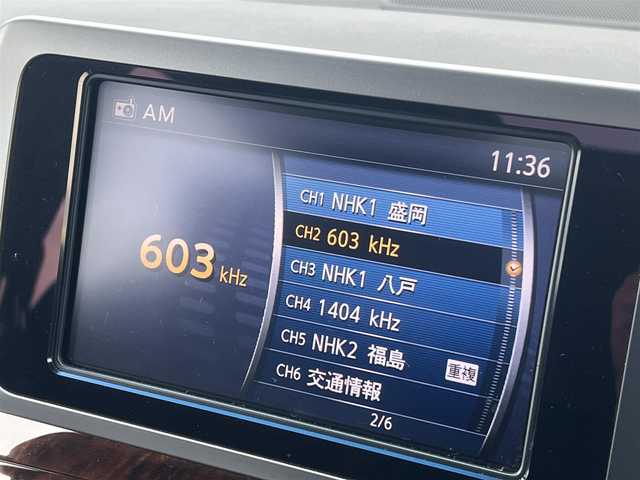 AM
11:36
603 kHz
CH1 NHK1 盛岡
CH2 603 kHz
CH3 NHK1 八戸
CH4 1404 kHz
CH5 NHK2 福島 重複
CH6 交通情報
2/6